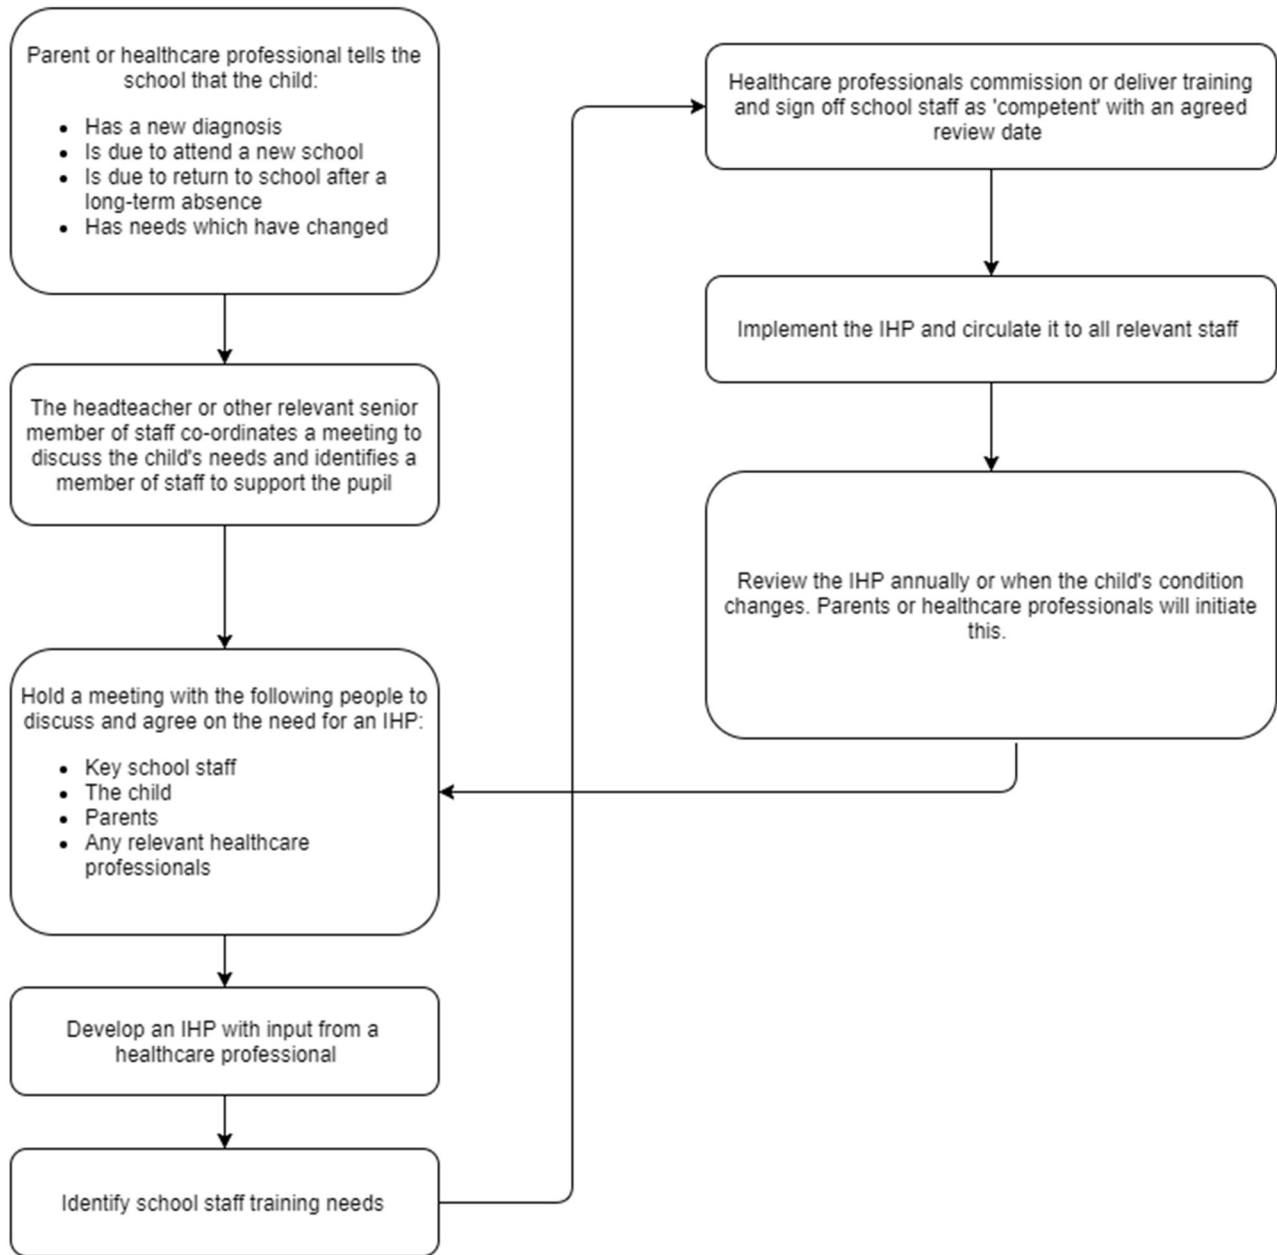 Parent or healthcare professional tells the
school that the child:
• Has a new diagnosis
• Is due to attend a new school
• Is due to return to school after a
long-term absence
• Has needs which have changed
The headteacher or other relevant senior
member of staff co-ordinates a meeting to
discuss the child's needs and identifies a
member of staff to support the pupil
Hold a meeting with the following people to
discuss and agree on the need for an IHP:
• Key school staff
• The child
• Parents
• Any relevant healthcare
professionals
Develop an IHP with input from a
healthcare professional
Identify school staff training needs
Healthcare professionals commission or deliver training
and sign off school staff as 'competent' with an agreed
review date
Implement the IHP and circulate it to all relevant staff
Review the IHP annually or when the child's condition
changes. Parents or healthcare professionals will initiate
this.